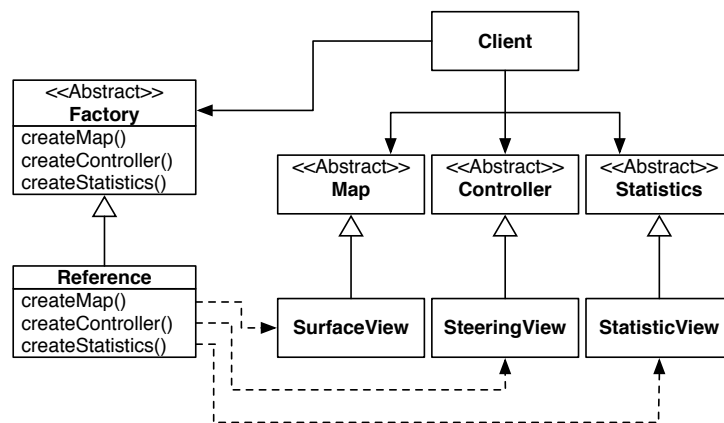 Client
<<Abstract>>
Factory
createMap()
createController()
createStatistics()
<<Abstract>>
Map
<<Abstract>>
Controller
<<Abstract>>
Statistics
Reference
createMap()
createController()
createStatistics()
SurfaceView
SteeringView
StatisticView